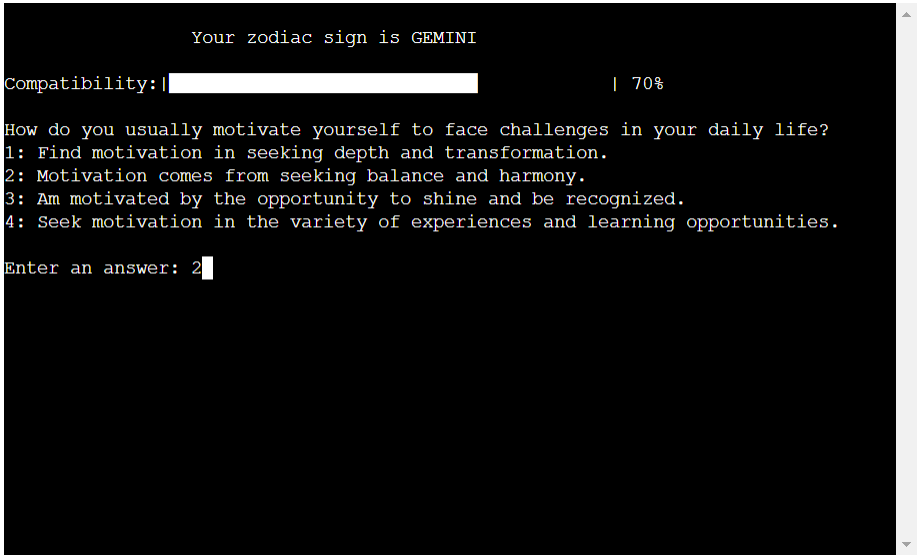 Your zodiac sign is GEMINI
Compatibility:| | 70%
How do you usually motivate yourself to face challenges in your daily life?
1: Find motivation in seeking depth and transformation.
2: Motivation comes from seeking balance and harmony.
3: Am motivated by the opportunity to shine and be recognized.
4: Seek motivation in the variety of experiences and learning opportunities.
Enter an answer: 2